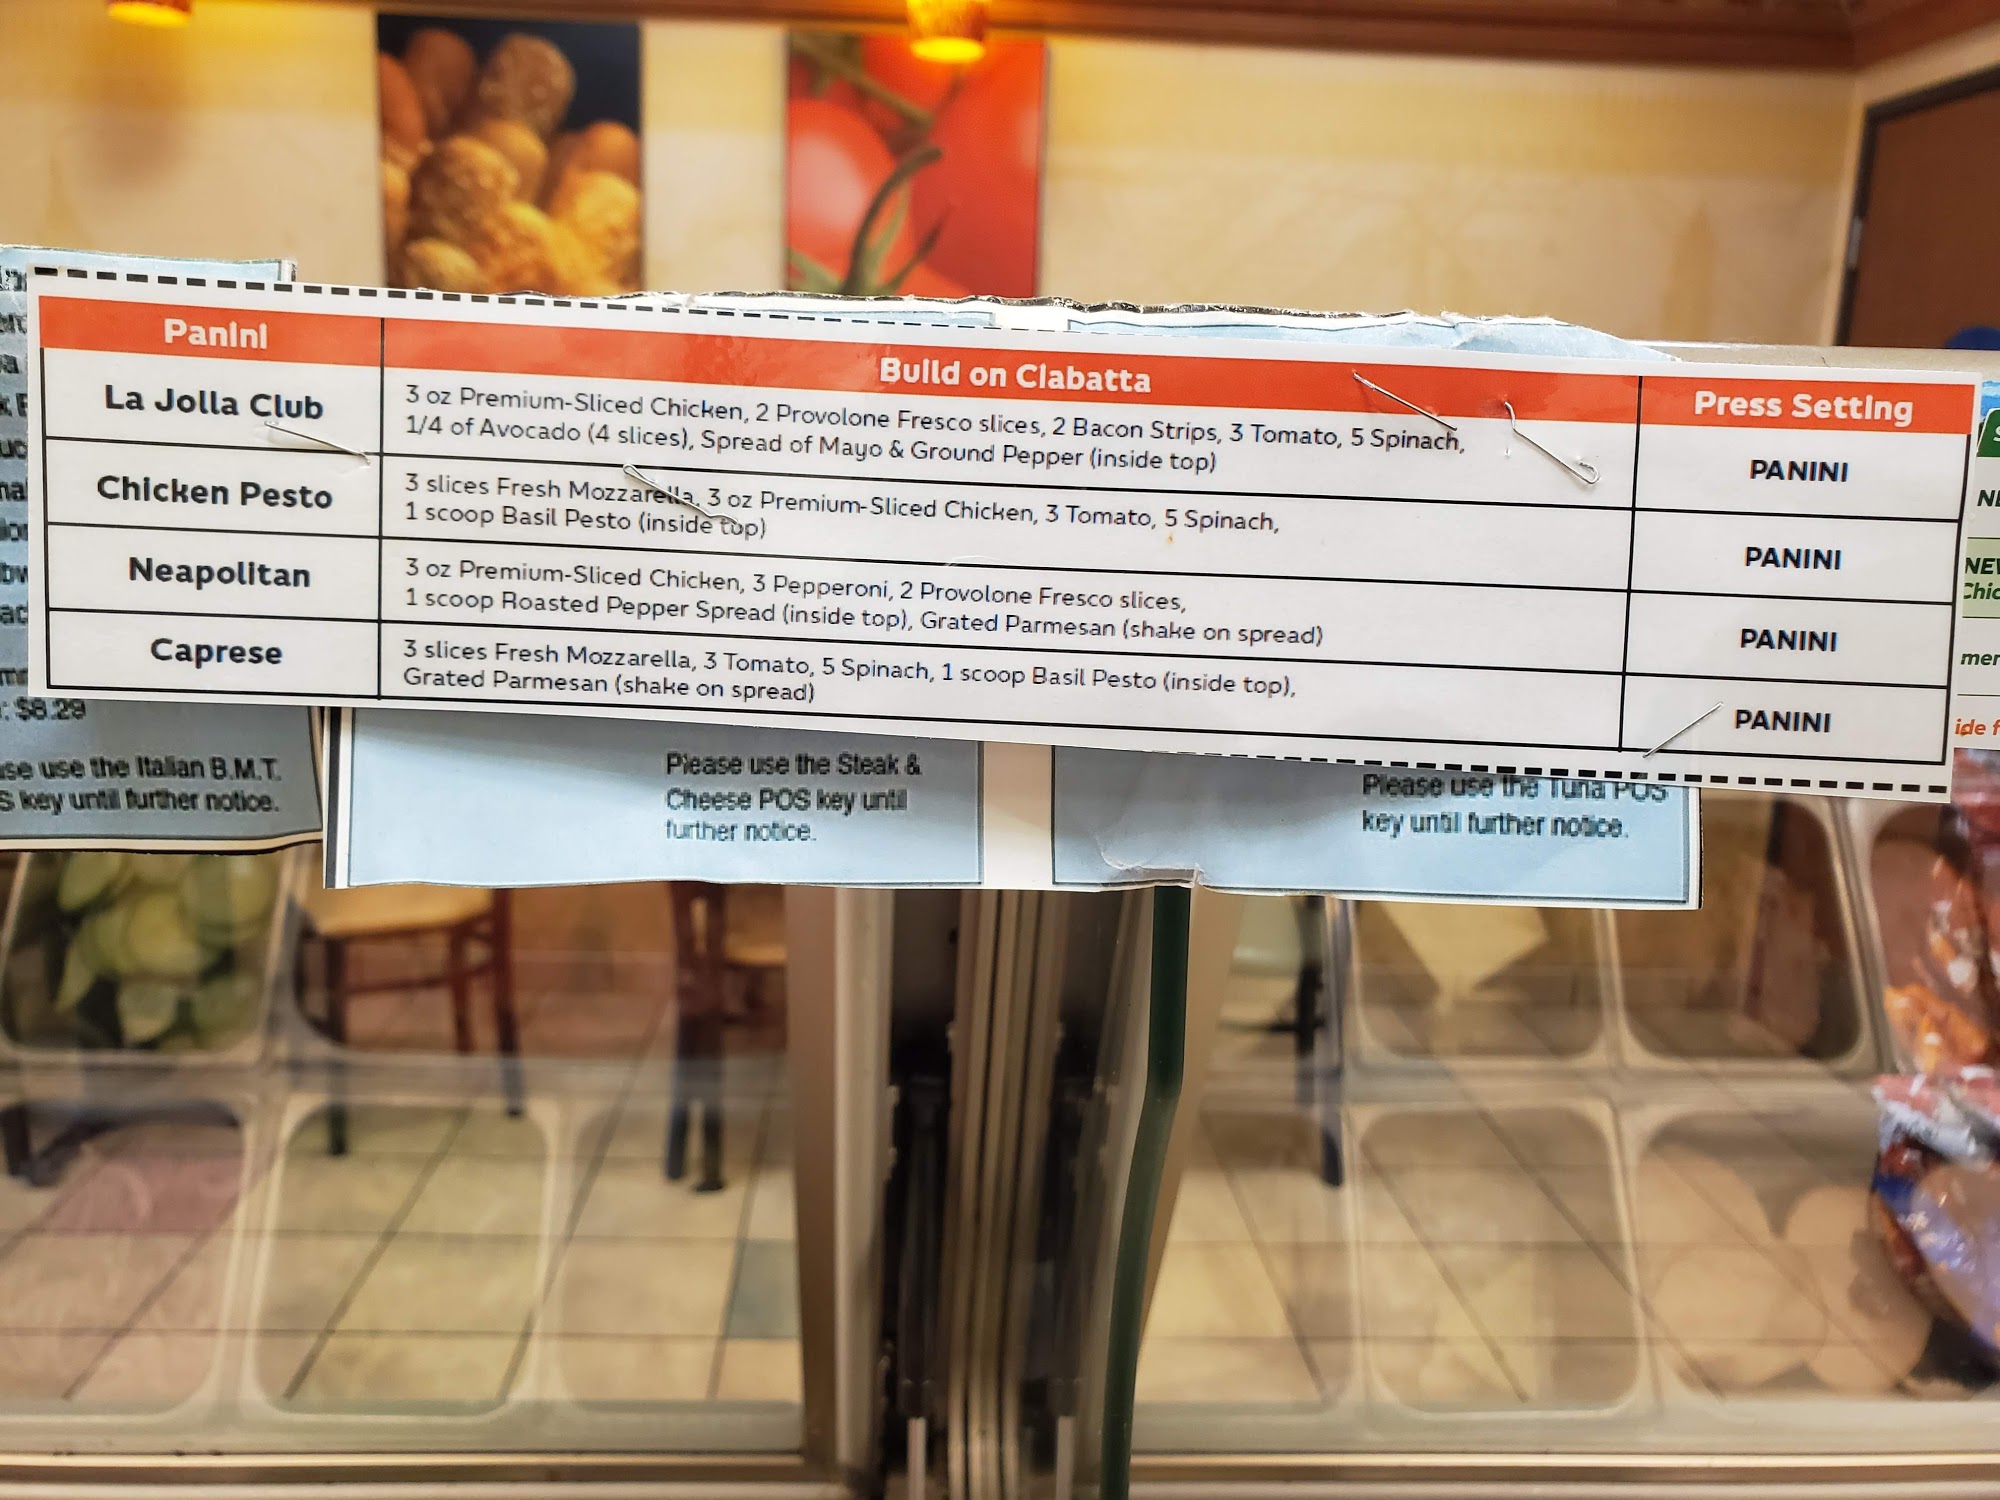 Panini
Build on Ciabatta
Press Setting
La Jolla Club
3 oz Premium-Sliced Chicken, 2 Provolone Fresco slices, 2 Bacon Strips, 3 Tomato, 5 Spinach,
1/4 of Avocado (4 slices), Spread of Mayo & Ground Pepper (inside top)
PANINI
Chicken Pesto
3 slices Fresh Mozzarella, 3 oz Premium-Sliced Chicken, 3 Tomato, 5 Spinach,
1 scoop Basil Pesto (inside top)
PANINI
Neapolitan
3 oz Premium-Sliced Chicken, 3 Pepperoni, 2 Provolone Fresco slices,
1 scoop Roasted Pepper Spread (inside top), Grated Parmesan (shake on spread)
PANINI
Caprese
3 slices Fresh Mozzarella, 3 Tomato, 5 Spinach, 1 scoop Basil Pesto (inside top),
Grated Parmesan (shake on spread)
PANINI
: $8.29
use the Italian B.M.T.
key until further notice.
Please use the Steak &
Cheese POS key until
further notice.
Please use the Tuna POS
key until further notice.